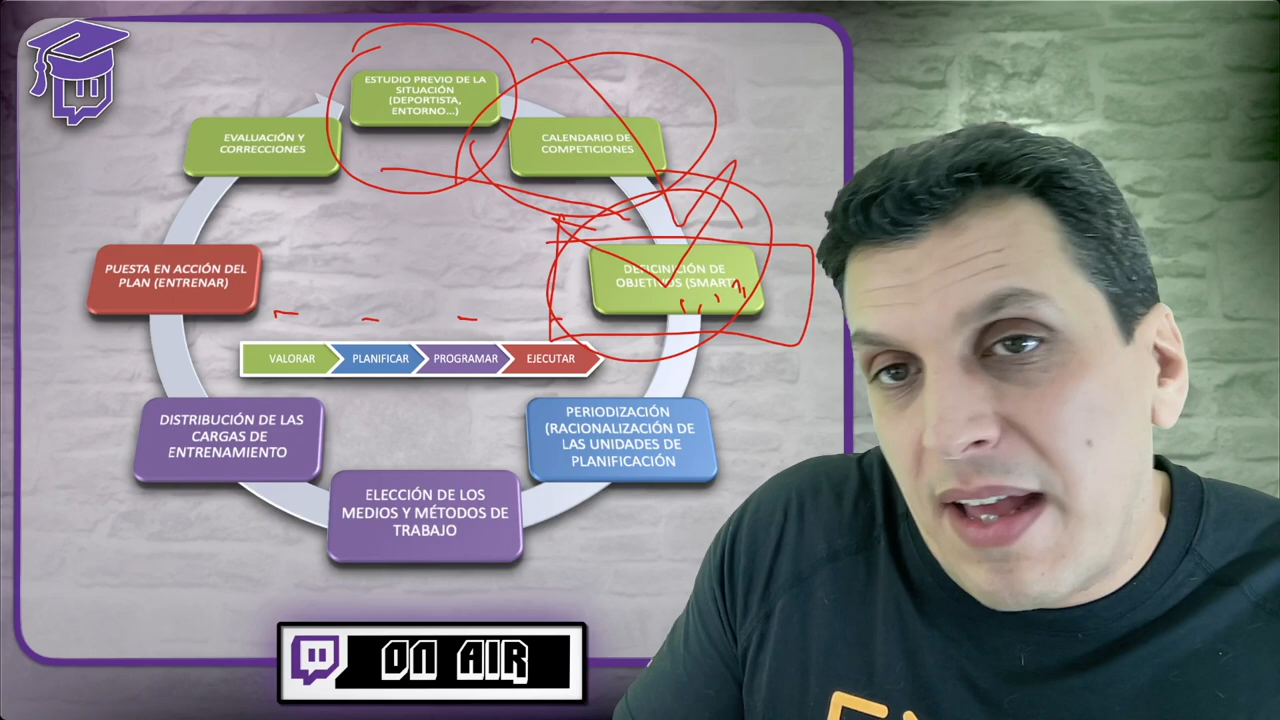 ESTUDIO PREVIO DE LA
SITUACIÓN
(DEPORTISTA,
ENTORNO...)
CALENDARIO DE
COMPETICIONES
DEFICINICIÓN DE
OBJETIVOS (SMART)
PERIODIZACIÓN
(RACIONALIZACIÓN DE
LAS UNIDADES DE
PLANIFICACIÓN
ELECCIÓN DE LOS
MEDIOS Y MÉTODOS DE
TRABAJO
DISTRIBUCIÓN DE LAS
CARGAS DE
ENTRENAMIENTO
PUESTA EN ACCIÓN DEL
PLAN (ENTRENAR)
EVALUACIÓN Y
CORRECCIONES
VALORAR
PLANIFICAR
PROGRAMAR
EJECUTAR
ON AIR